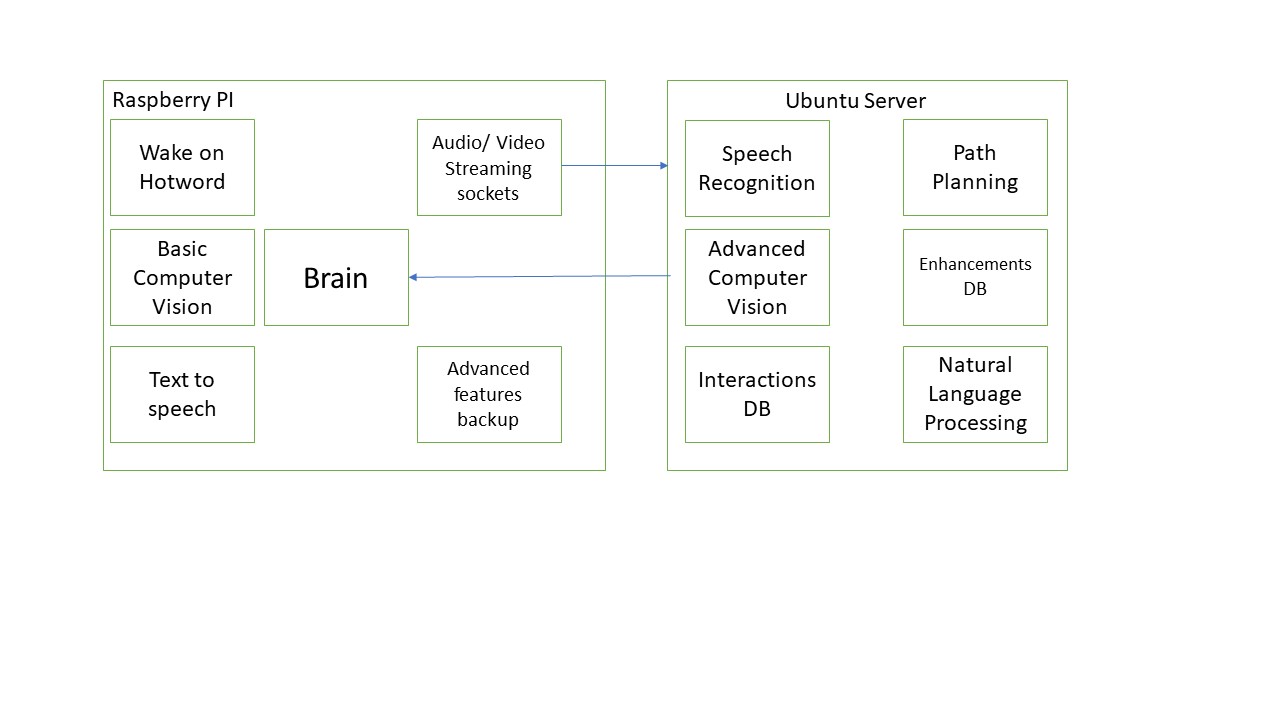 Raspberry PI
Wake on
Hotword
Audio/ Video
Streaming
sockets
Basic
Computer
Vision
Brain
Text to
speech
Advanced
features
backup
Ubuntu Server
Speech
Recognition
Path
Planning
Advanced
Computer
Vision
Enhancements
DB
Interactions
DB
Natural
Language
Processing